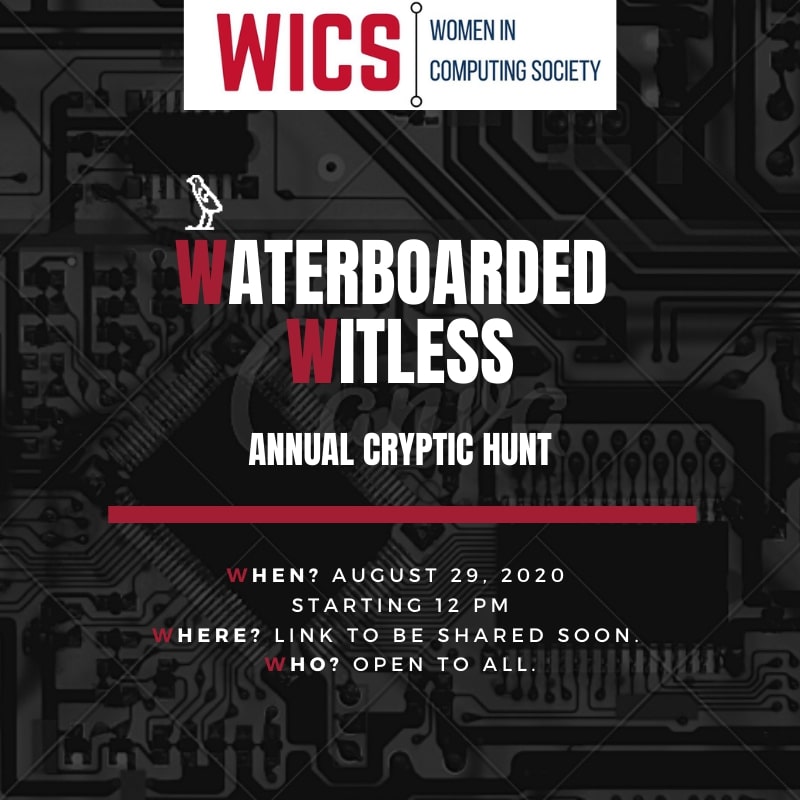 WICS
WOMEN IN
COMPUTING SOCIETY
WATERBOARDED
WITLESS
Canva
ANNUAL CRYPTIC HUNT
WHEN? AUGUST 29, 2020
STARTING 12 PM
WHERE? LINK TO BE SHARED SOON.
WHO? OPEN TO ALL.